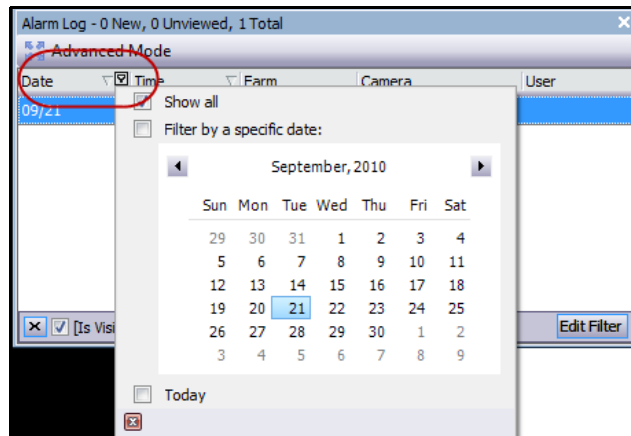 Alarm Log - 0 New, 0 Unviewed, 1 Total
Advanced Mode
Date Time Farm Camera User
09/21
Show all
Filter by a specific date:
September, 2010
Sun Mon Tue Wed Thu Fri Sat
29 30 31 1 2 3 4
5 6 7 8 9 10 11
12 13 14 15 16 17 18
19 20 21 22 23 24 25
26 27 28 29 30 1 2
3 4 5 6 7 8 9
[Is Visi
Edit Filter
Today